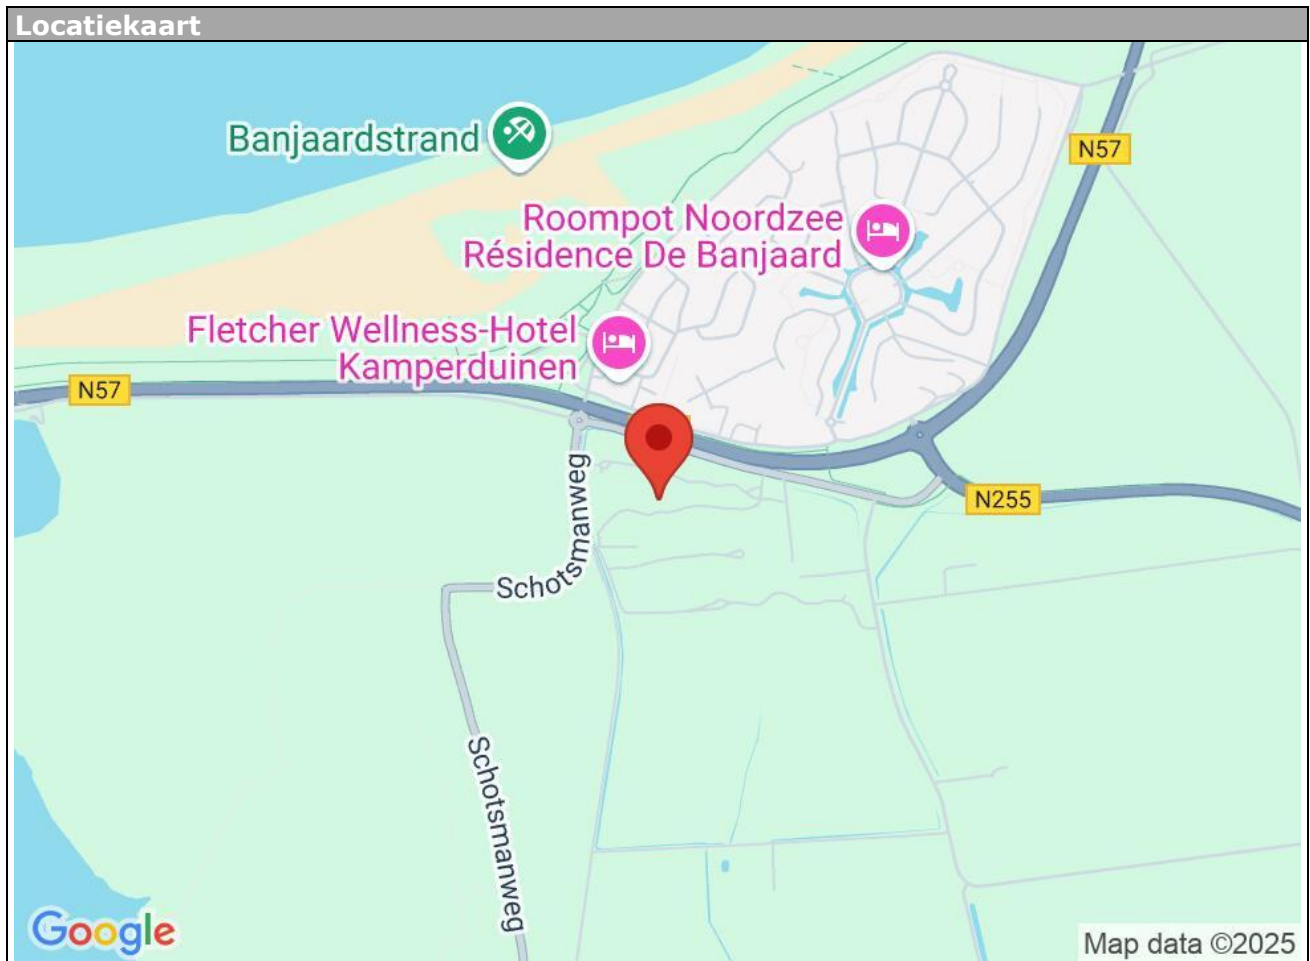 Locatiekaart
Banjaardstrand
N57
Roompot Noordzee
Résidence De Banjaard
Fletcher Wellness-Hotel
Kamperduinen
N57
Schotsmanweg
N255
Schotsmanweg
Google
Map data ©2025